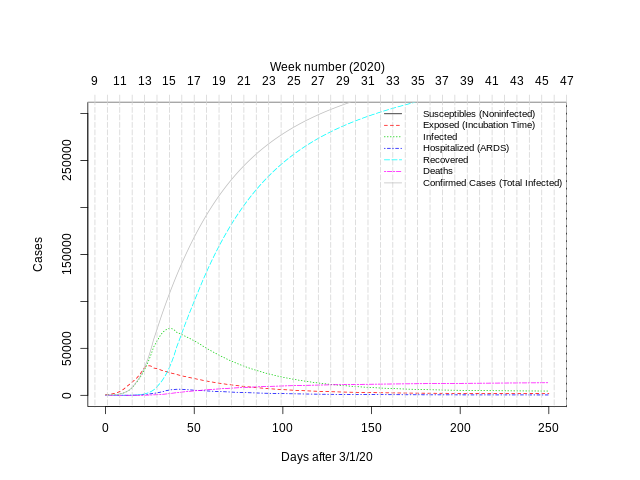 Week number (2020)
9 11 13 15 17 19 21 23 25 27 29 31 33 35 37 39 41 43 45 47
Susceptibles (Noninfected)
Exposed (Incubation Time)
Infected
Hospitalized (ARDS)
Recovered
Deaths
Confirmed Cases (Total Infected)
Cases
250000
150000
50000
0
0 50 100 150 200 250
Days after 3/1/20